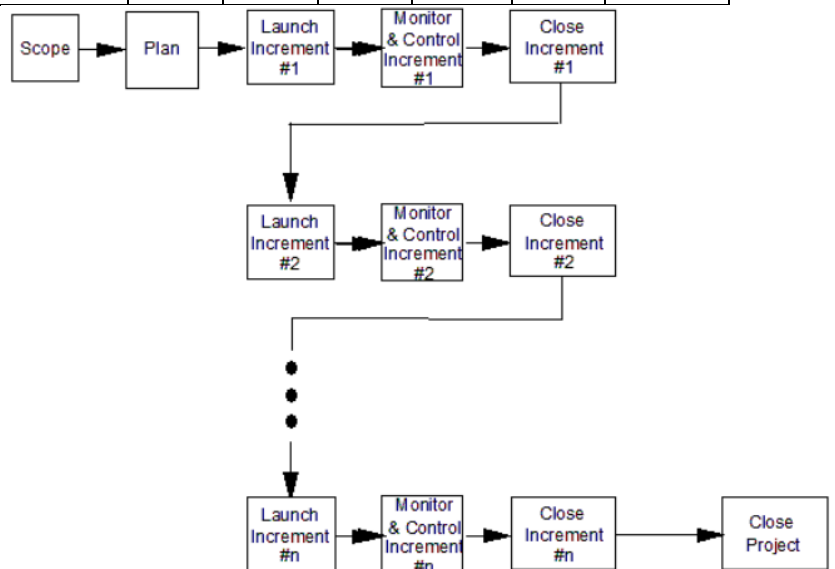 Scope
Plan
Launch
Increment
#1
Monitor
& Control
Increment
#1
Close
Increment
#1
Launch
Increment
#2
Monitor
& Control
Increment
#2
Close
Increment
#2
Launch
Increment
#n
Monitor
& Control
Increment
#n
Close
Increment
#n
Close
Project